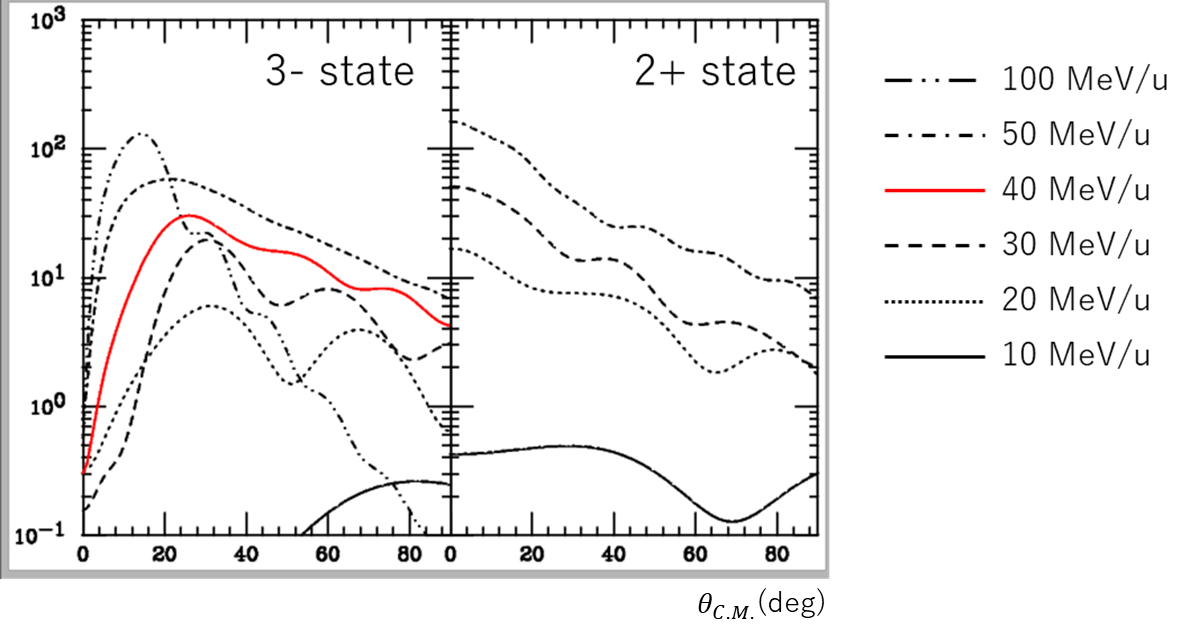 10³
3- state
2+ state
10²
10¹
10⁰
10⁻¹
0 20 40 60 80 0 20 40 60 80
θ_C.M.(deg)
100 MeV/u
50 MeV/u
40 MeV/u
30 MeV/u
20 MeV/u
10 MeV/u